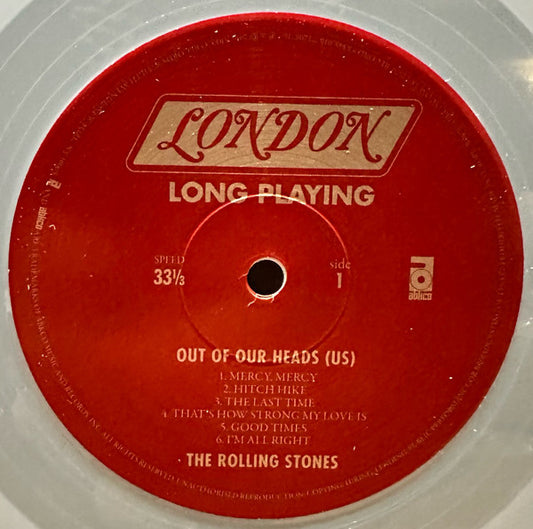 LONDON
LONG PLAYING
SPEED
33⅓
side
1
abkco
abkco
OUT OF OUR HEADS (US)
1. MERCY, MERCY
2. HITCH HIKE
3. THE LAST TIME
4. THAT'S HOW STRONG MY LOVE IS
5. GOOD TIMES
6. I'M ALL RIGHT
THE ROLLING STONES